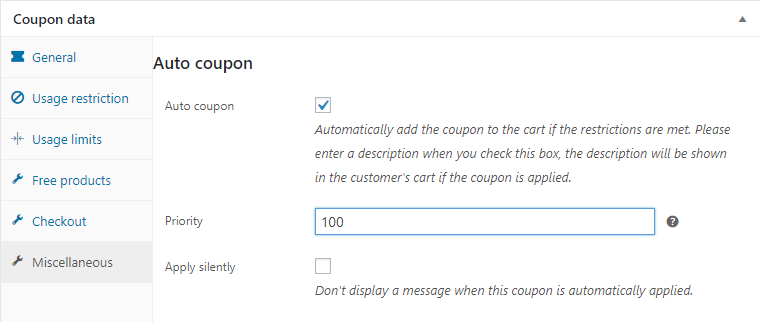 Coupon data
General
Auto coupon
Usage restriction
Auto coupon
Automatically add the coupon to the cart if the restrictions are met. Please
enter a description when you check this box, the description will be shown
in the customer's cart if the coupon is applied.
Usage limits
Free products
Checkout
Priority
100
?
Miscellaneous
Apply silently
Don't display a message when this coupon is automatically applied.